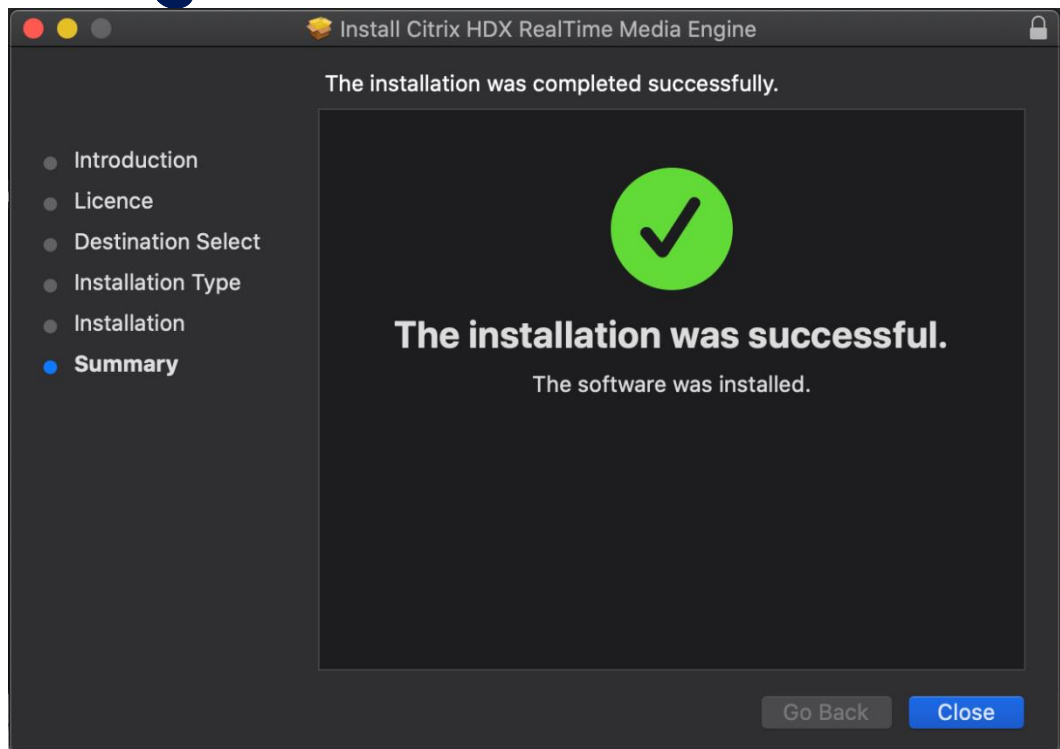 Install Citrix HDX RealTime Media Engine
The installation was completed successfully.
Introduction
Licence
Destination Select
Installation Type
Installation
Summary
The installation was successful.
The software was installed.
Go Back
Close